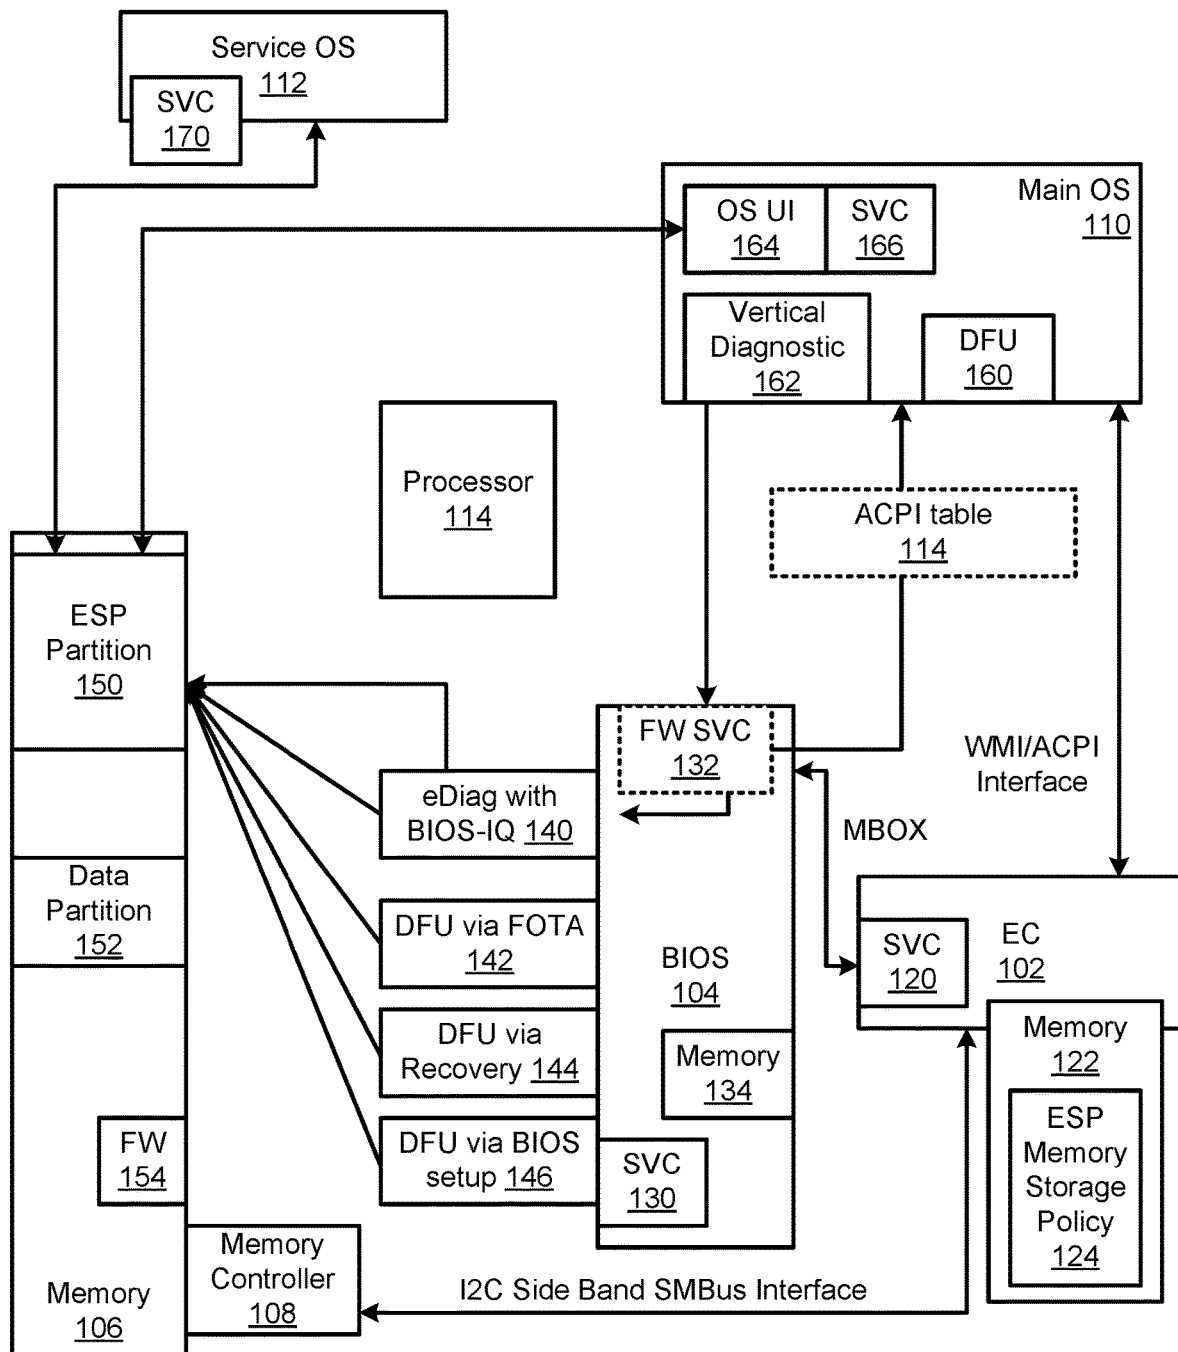 Service OS
112
SVC
170
Main OS
110
OS UI
164
SVC
166
Vertical
Diagnostic
162
DFU
160
Processor
114
ACPI table
114
ESP
Partition
150
FW SVC
132
WMI/ACPI
Interface
eDiag with
BIOS-IQ 140
MBOX
Data
Partition
152
DFU via FOTA
142
BIOS
104
SVC
120
EC
102
DFU via
Recovery 144
Memory
134
Memory
122
ESP
Memory
Storage
Policy
124
FW
154
DFU via BIOS
setup 146
SVC
130
Memory
Controller
108
I2C Side Band SMBus Interface
Memory
106